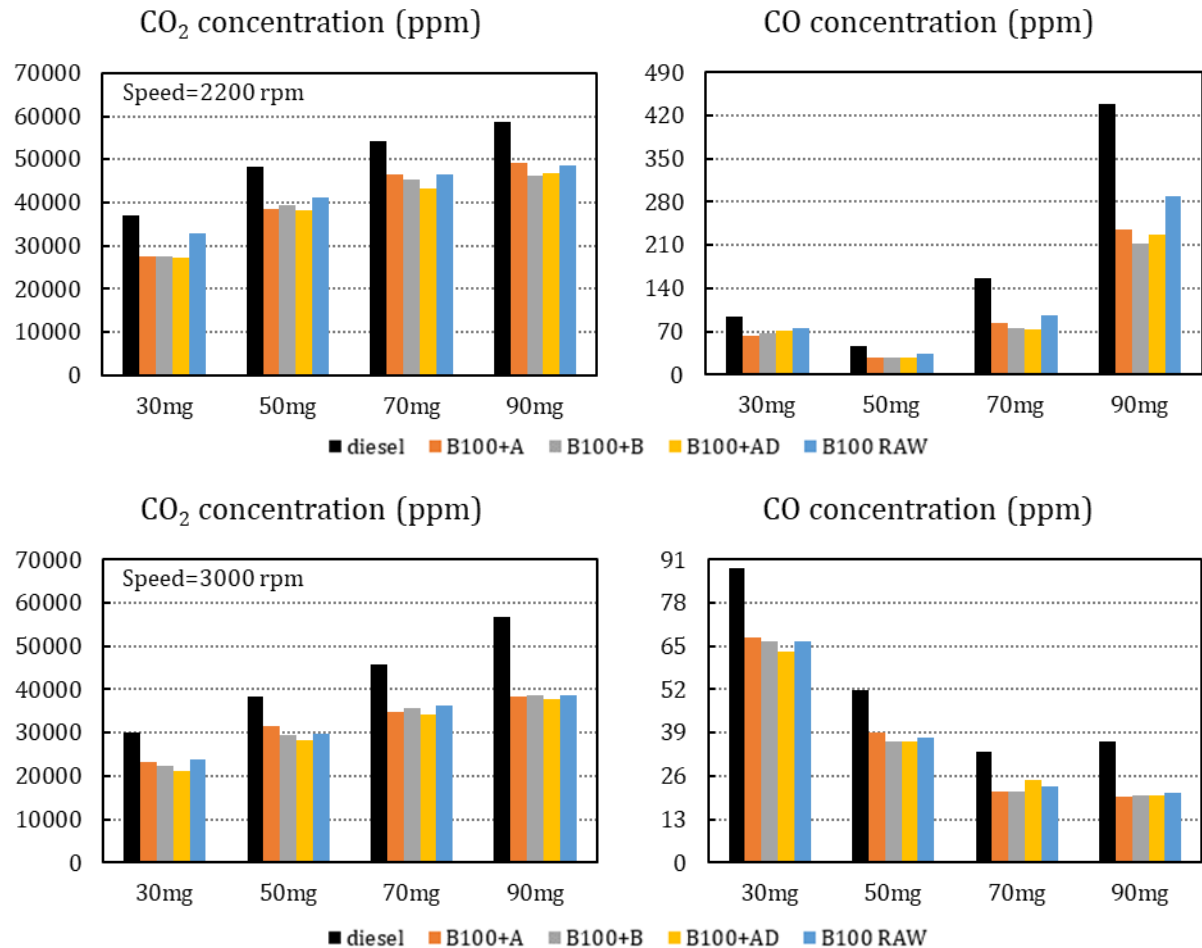 CO₂ concentration (ppm)
CO concentration (ppm)
70000
60000
50000
40000
30000
20000
10000
0
Speed=2200 rpm
30mg 50mg 70mg 90mg
490
420
350
280
210
140
70
0
30mg 50mg 70mg 90mg
diesel B100+A B100+B B100+AD B100 RAW
CO₂ concentration (ppm)
CO concentration (ppm)
70000
60000
50000
40000
30000
20000
10000
0
Speed=3000 rpm
30mg 50mg 70mg 90mg
91
78
65
52
39
26
13
0
30mg 50mg 70mg 90mg
diesel B100+A B100+B B100+AD B100 RAW